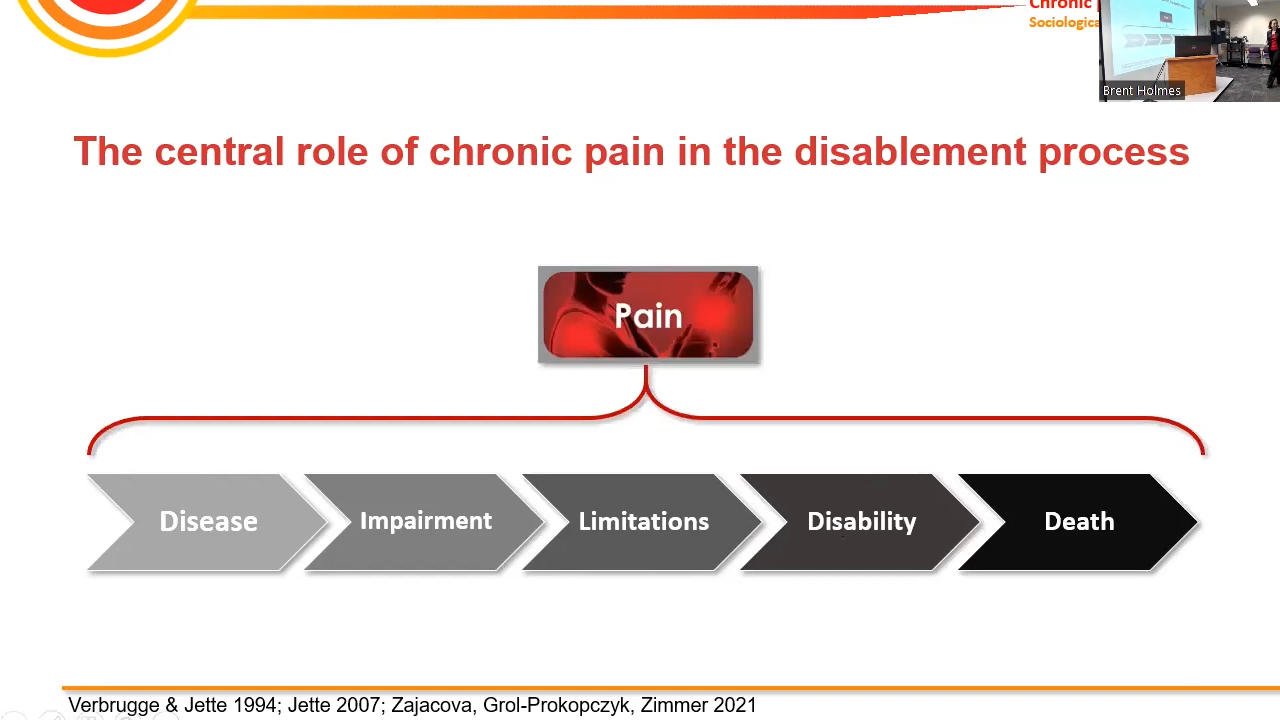 Chronic
Sociologica
Brent Holmes
The central role of chronic pain in the disablement process
Pain
Disease
Impairment
Limitations
Disability
Death
Verbrugge & Jette 1994; Jette 2007; Zajacova, Grol-Prokopczyk, Zimmer 2021